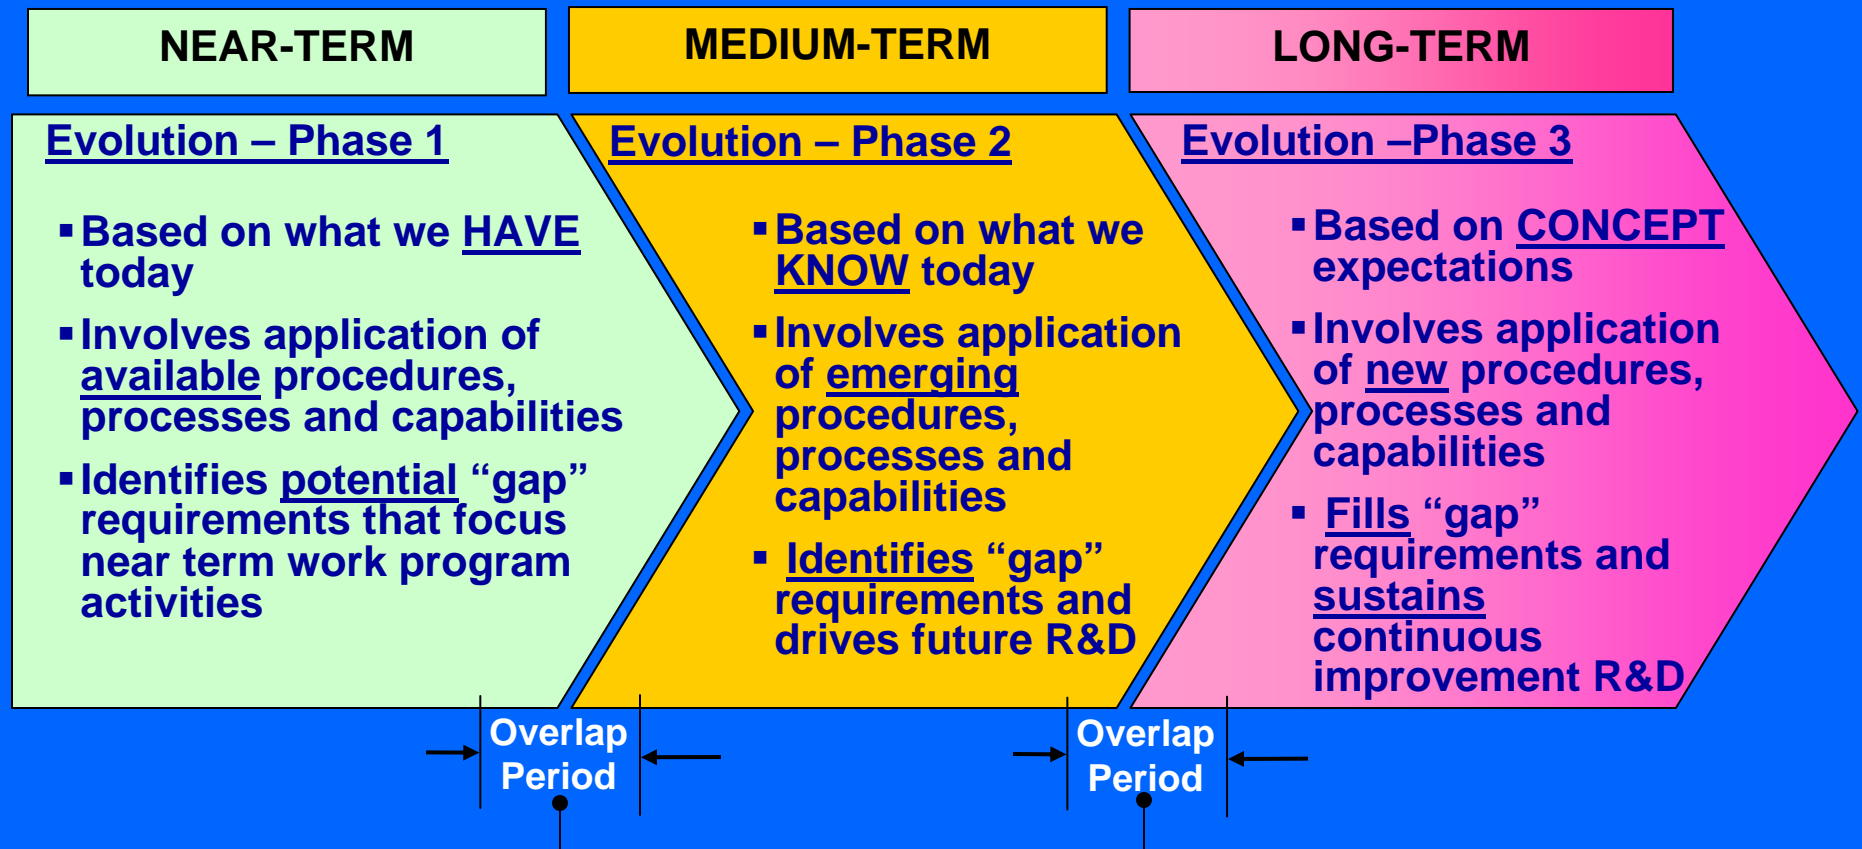 NEAR-TERM
MEDIUM-TERM
LONG-TERM
Evolution – Phase 1
▪Based on what we HAVE
today
▪Involves application of
available procedures,
processes and capabilities
▪Identifies potential “gap”
requirements that focus
near term work program
activities
Evolution – Phase 2
▪Based on what we
KNOW today
▪Involves application
of emerging
procedures,
processes and
capabilities
▪ Identifies “gap”
requirements and
drives future R&D
Evolution –Phase 3
▪Based on CONCEPT
expectations
▪Involves application
of new procedures,
processes and
capabilities
▪ Fills “gap”
requirements and
sustains
continuous
improvement R&D
Overlap
Period
Overlap
Period